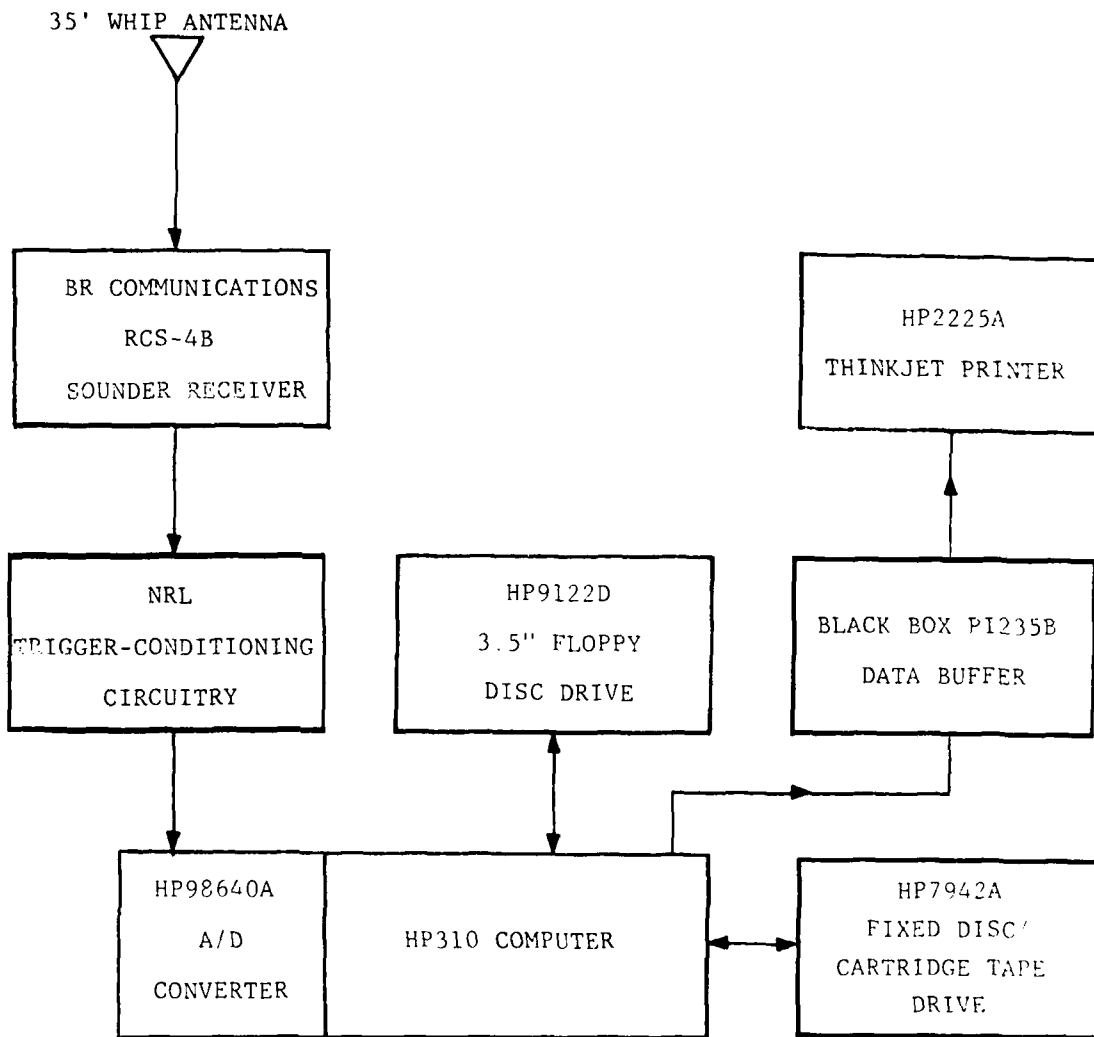 35' WHIP ANTENNA
BR COMMUNICATIONS
RCS-4B
SOUNDER RECEIVER
HP2225A
THINKJET PRINTER
NRL
TRIGGER-CONDITIONING
CIRCUITRY
HP9122D
3.5" FLOPPY
DISC DRIVE
BLACK BOX PI235B
DATA BUFFER
HP98640A
A/D
CONVERTER
HP310 COMPUTER
HP7942A
FIXED DISC/
CARTRIDGE TAPE
DRIVE